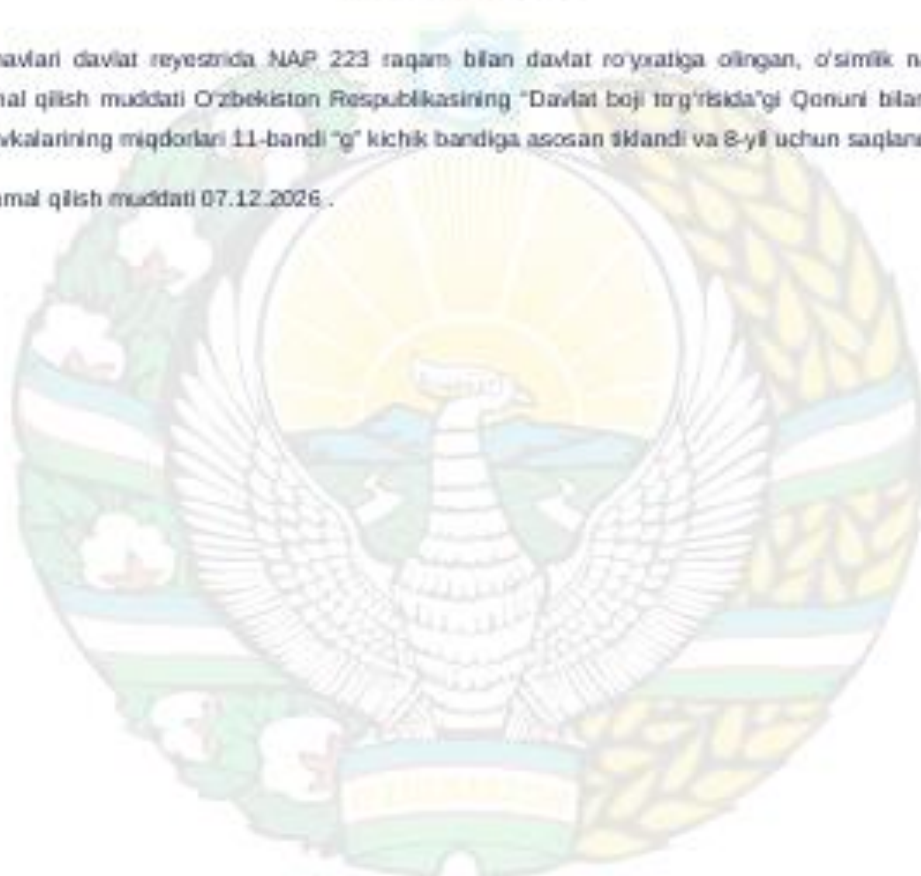 navlari davlat reyestrida NAP 223 raqam bilan davlat ro'yxatiga olingan, o'simlik na
nal qilish muddati O'zbekiston Respublikasining "Davlat boji to'g'risida"gi Qonuni bilan
vkalarining miqdorlari 11-bandi "g" kichik bandiga asosan tiklandi va 8-yil uchun saqlan
amal qilish muddati 07.12.2026 .